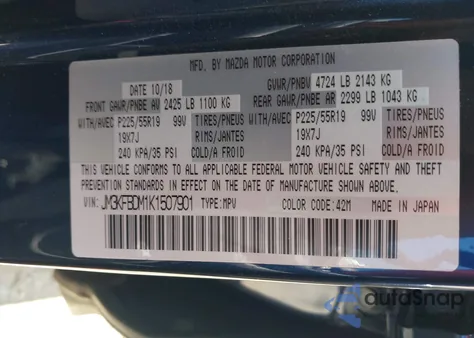 MFD. BY MAZDA MOTOR CORPORATION
DATE 10/18 GVWR/PNBV 4724 LB 2143 KG
FRONT GAWR/PNBE AV 2425 LB 1100 KG REAR GAWR/PNBE AR 2299 LB 1043 KG
WITH/AVEC P225/55R19 99V TIRES/PNEUS WITH/AVEC P225/55R19 99V TIRES/PNEUS
19X7J RIMS/JANTES 19X7J RIMS/JANTES
240 KPA/35 PSI COLD/A FROID 240 KPA/35 PSI COLD/A FROID
THIS VEHICLE CONFORMS TO ALL APPLICABLE FEDERAL MOTOR VEHICLE SAFETY AND THEFT
PREVENTION STANDARDS IN EFFECT ON THE DATE OF MANUFACTURE SHOWN ABOVE.
VIN: JM3KFBDM1K1507901 TYPE:MPV COLOR CODE:42M MADE IN JAPAN
autosnap